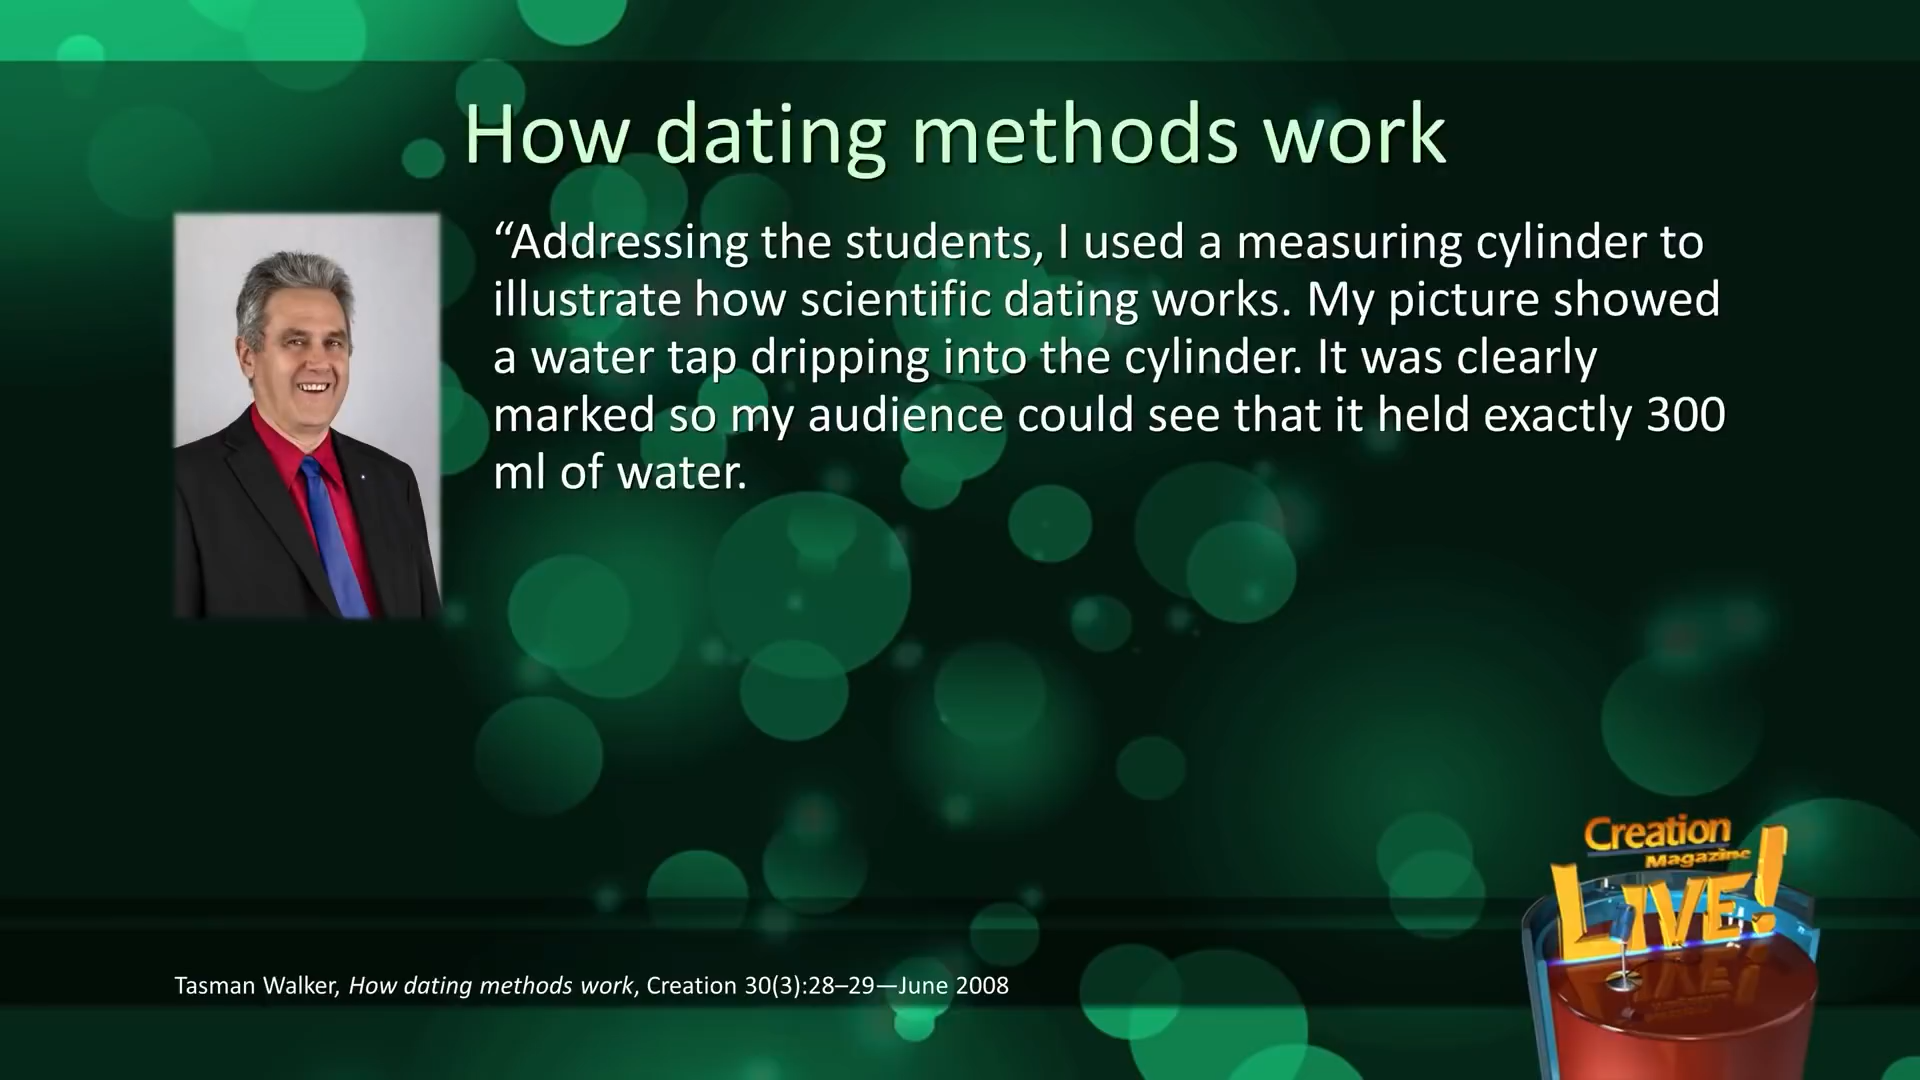 How dating methods work
“Addressing the students, I used a measuring cylinder to
illustrate how scientific dating works. My picture showed
a water tap dripping into the cylinder. It was clearly
marked so my audience could see that it held exactly 300
ml of water.
Creation
Magazine
LIVE!
Tasman Walker, How dating methods work, Creation 30(3):28–29—June 2008